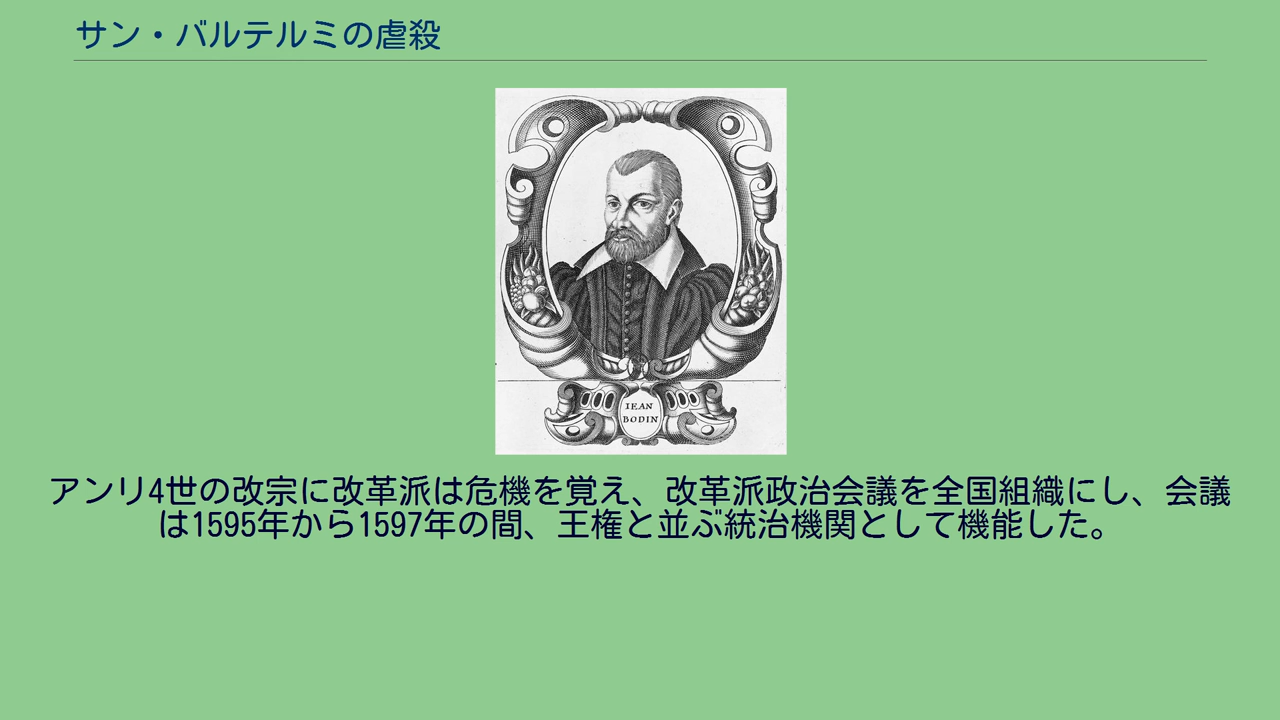 サン・バルテルミの虐殺
IEAN
BODIN
アンリ4世の改宗に改革派は危機を覚え、改革派政治会議を全国組織にし、会議
は1595年から1597年の間、王権と並ぶ統治機関として機能した。